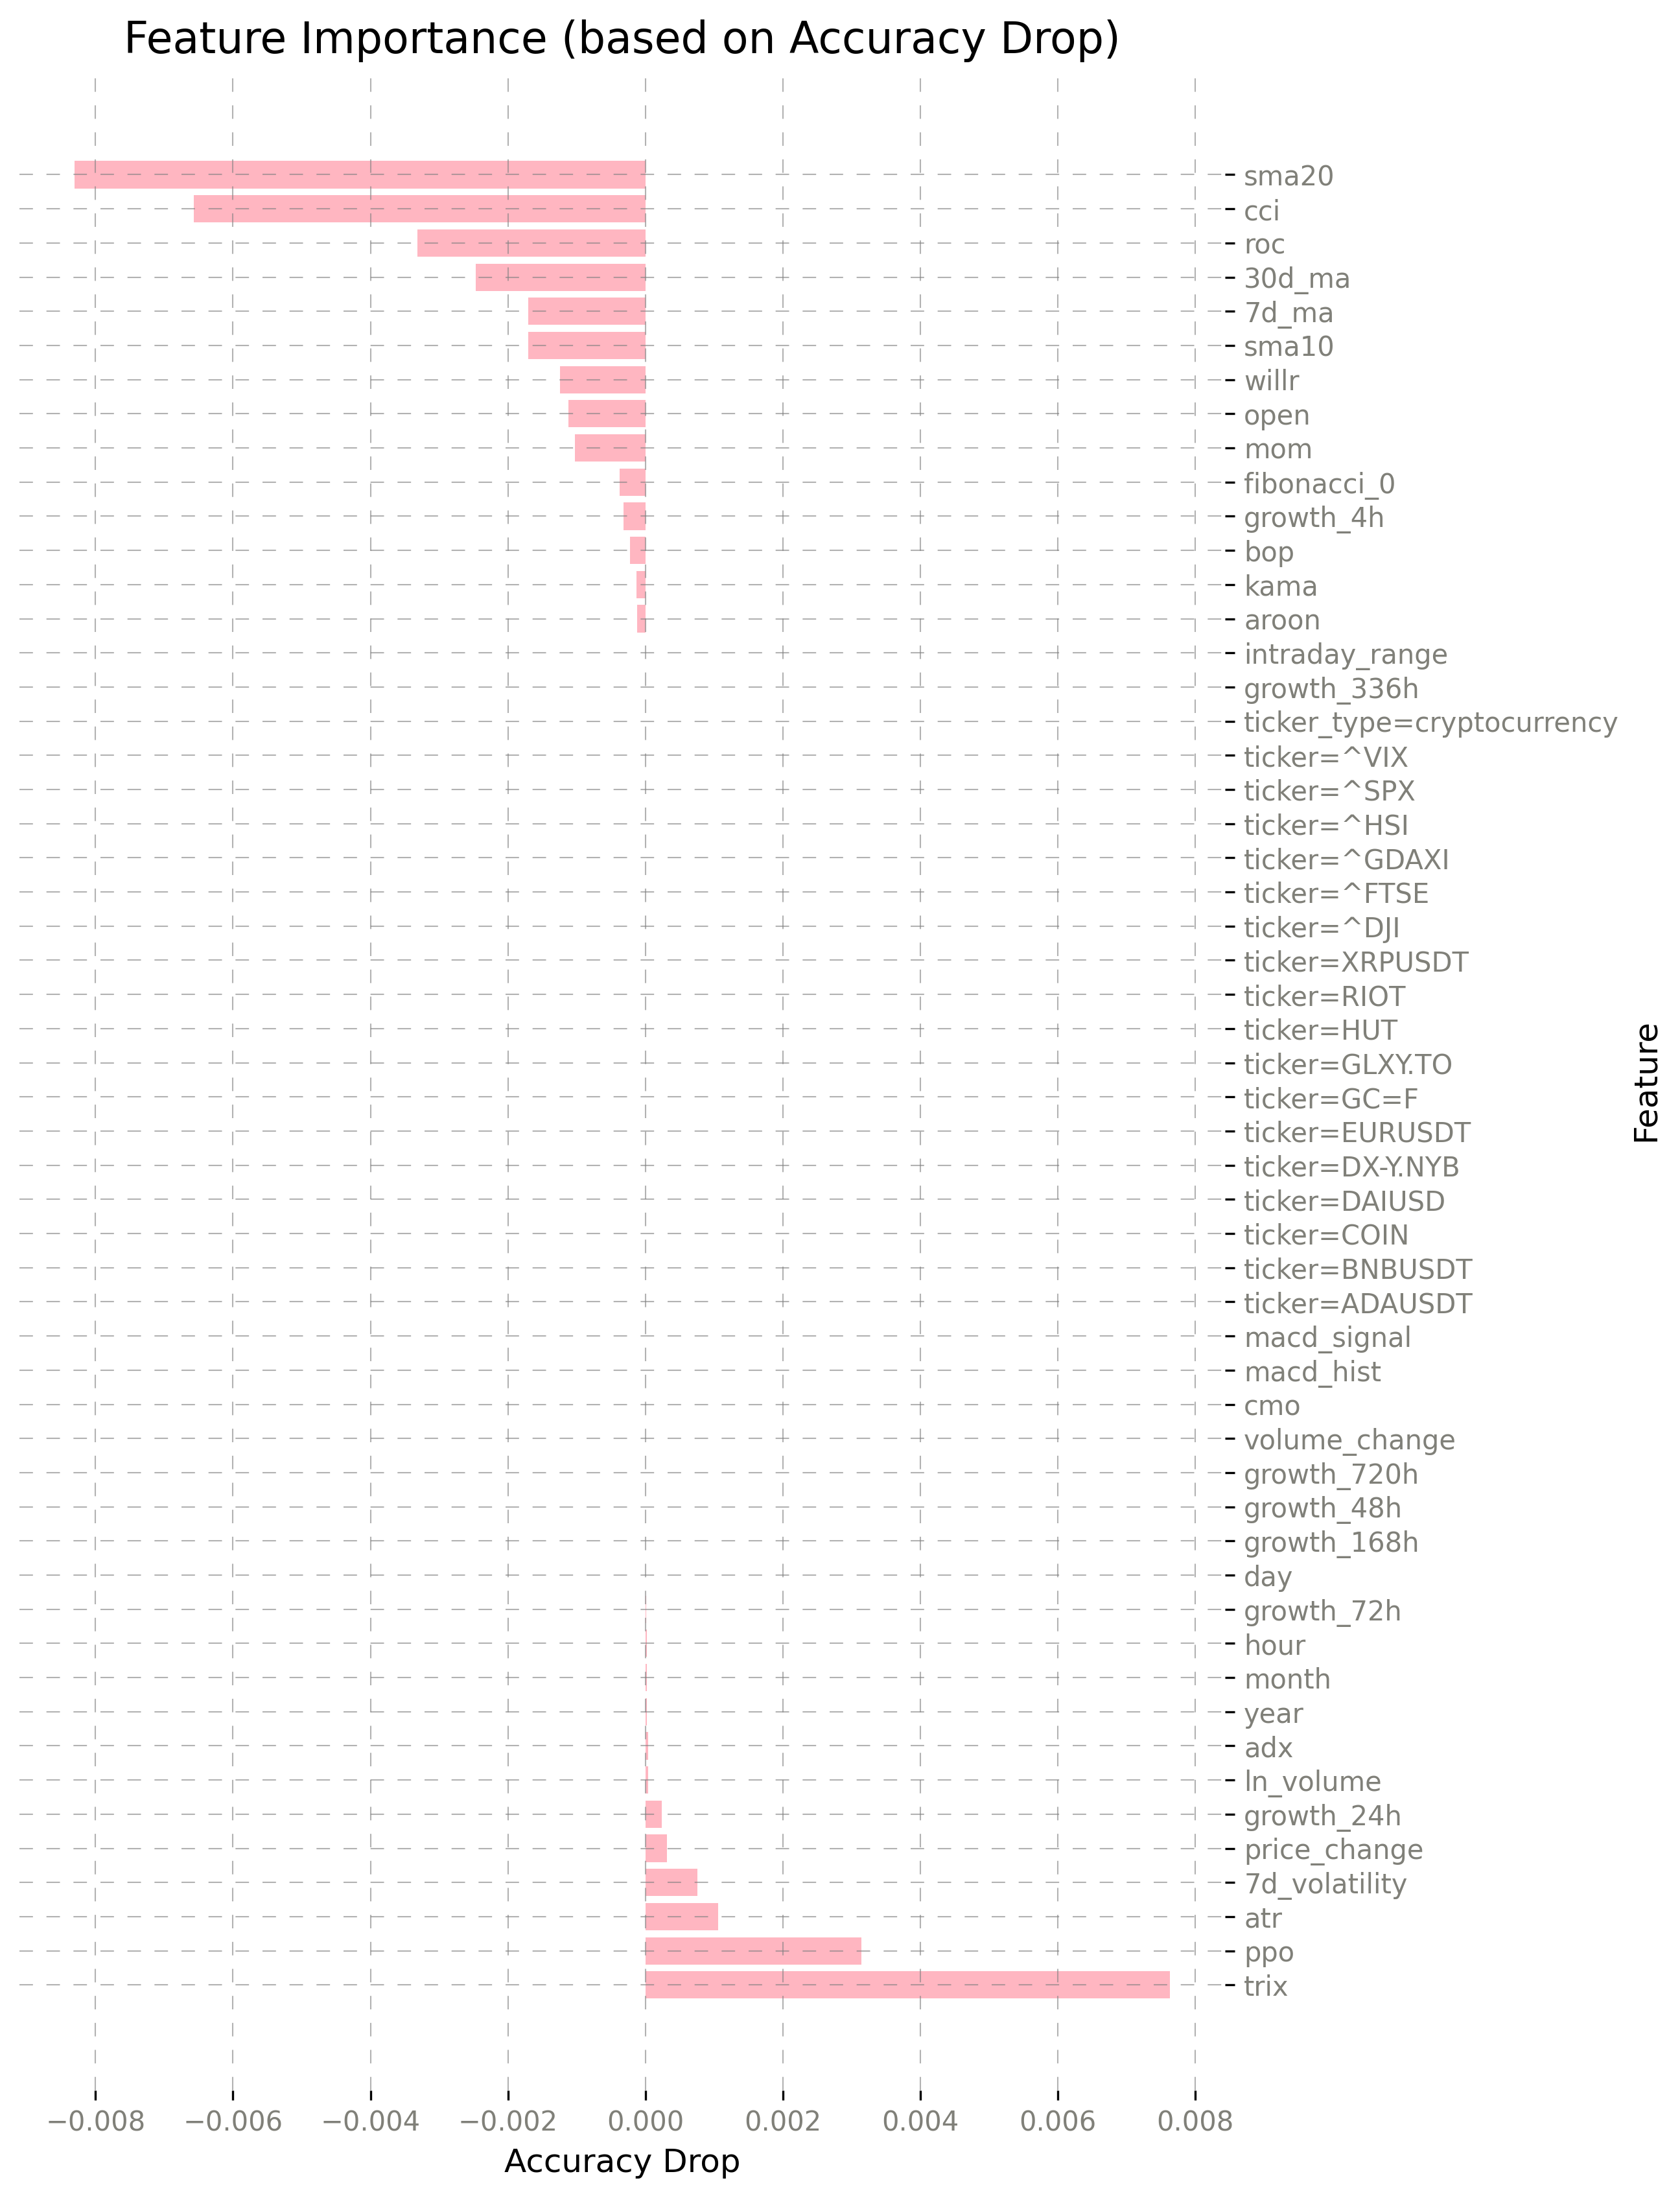 Feature Importance (based on Accuracy Drop)
sma20
cci
roc
30d_ma
7d_ma
sma10
willr
open
mom
fibonacci_0
growth_4h
bop
kama
aroon
intraday_range
growth_336h
ticker_type=cryptocurrency
ticker=^VIX
ticker=^SPX
ticker=^HSI
ticker=^GDAXI
ticker=^FTSE
ticker=^DJI
ticker=XRPUSDT
ticker=RIOT
ticker=HUT
ticker=GLXY.TO
ticker=GC=F
ticker=EURUSDT
ticker=DX-Y.NYB
ticker=DAIUSD
ticker=COIN
ticker=BNBUSDT
ticker=ADAUSDT
macd_signal
macd_hist
cmo
volume_change
growth_720h
growth_48h
growth_168h
day
growth_72h
hour
month
year
adx
ln_volume
growth_24h
price_change
7d_volatility
atr
ppo
trix
Feature
−0.008 −0.006 −0.004 −0.002 0.000 0.002 0.004 0.006 0.008
Accuracy Drop